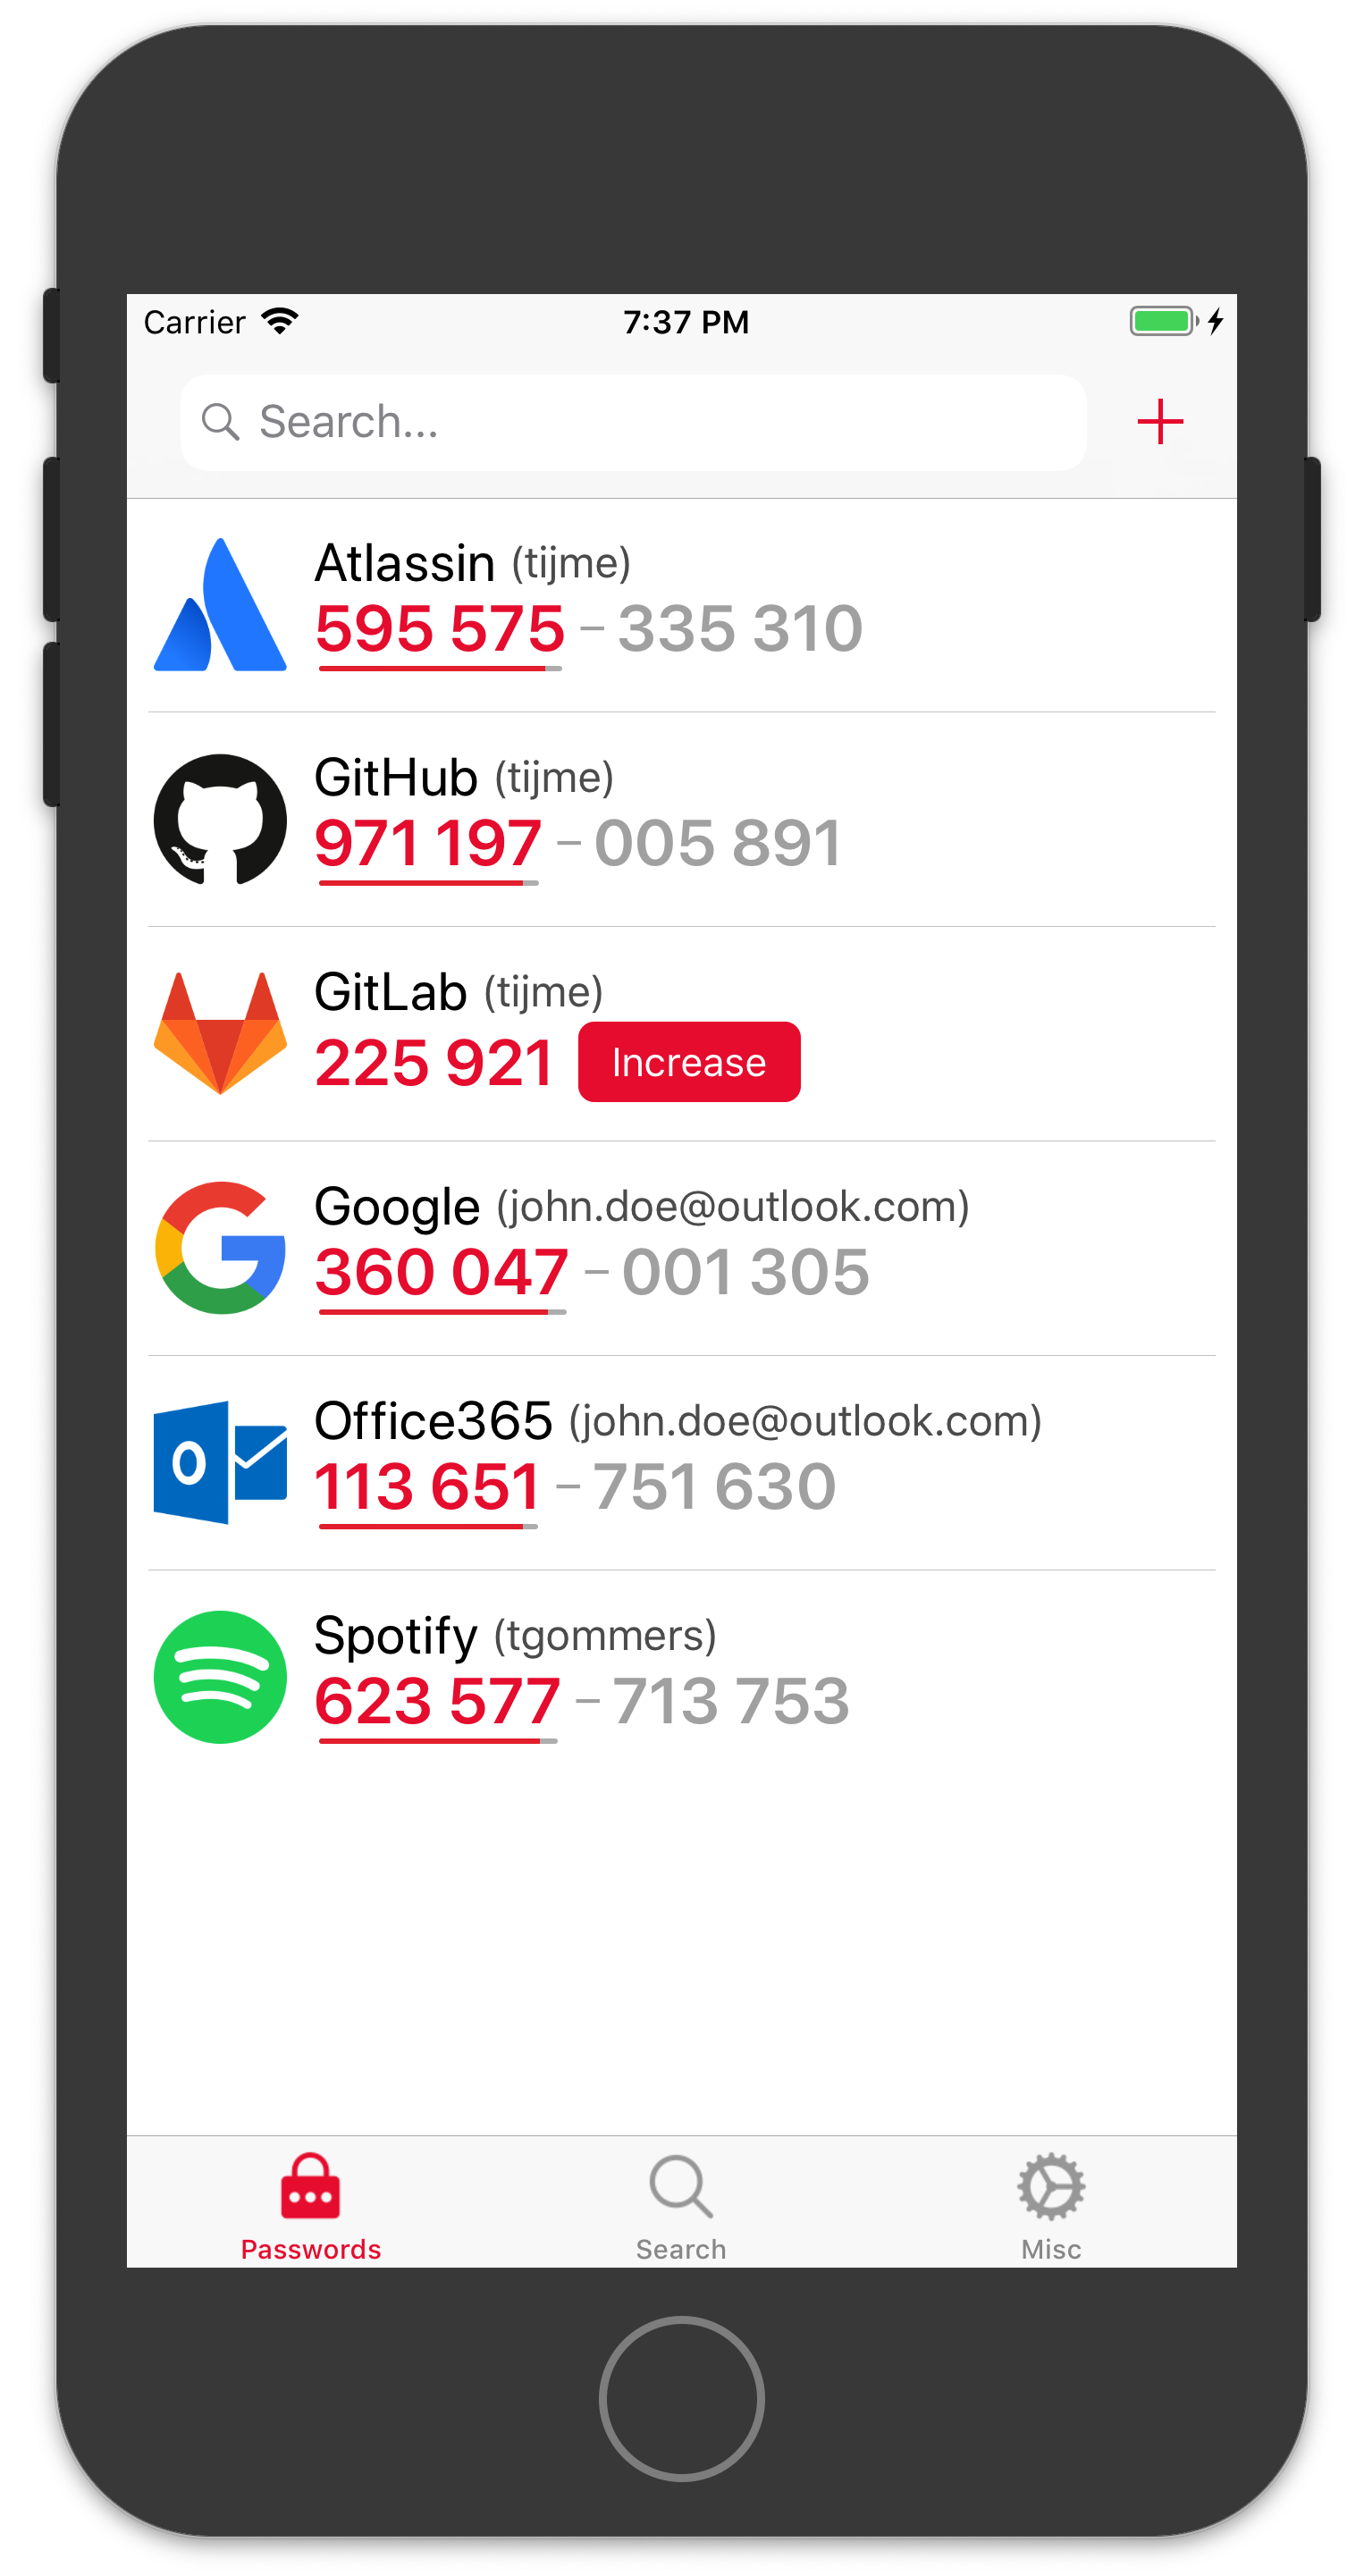 Carrier 7:37 PM
Search...
Atlassin (tijme)
595 575 – 335 310
GitHub (tijme)
971 197 – 005 891
GitLab (tijme)
225 921 Increase
Google (john.doe@outlook.com)
360 047 – 001 305
Office365 (john.doe@outlook.com)
113 651 – 751 630
Spotify (tgommers)
623 577 – 713 753
Passwords Search Misc